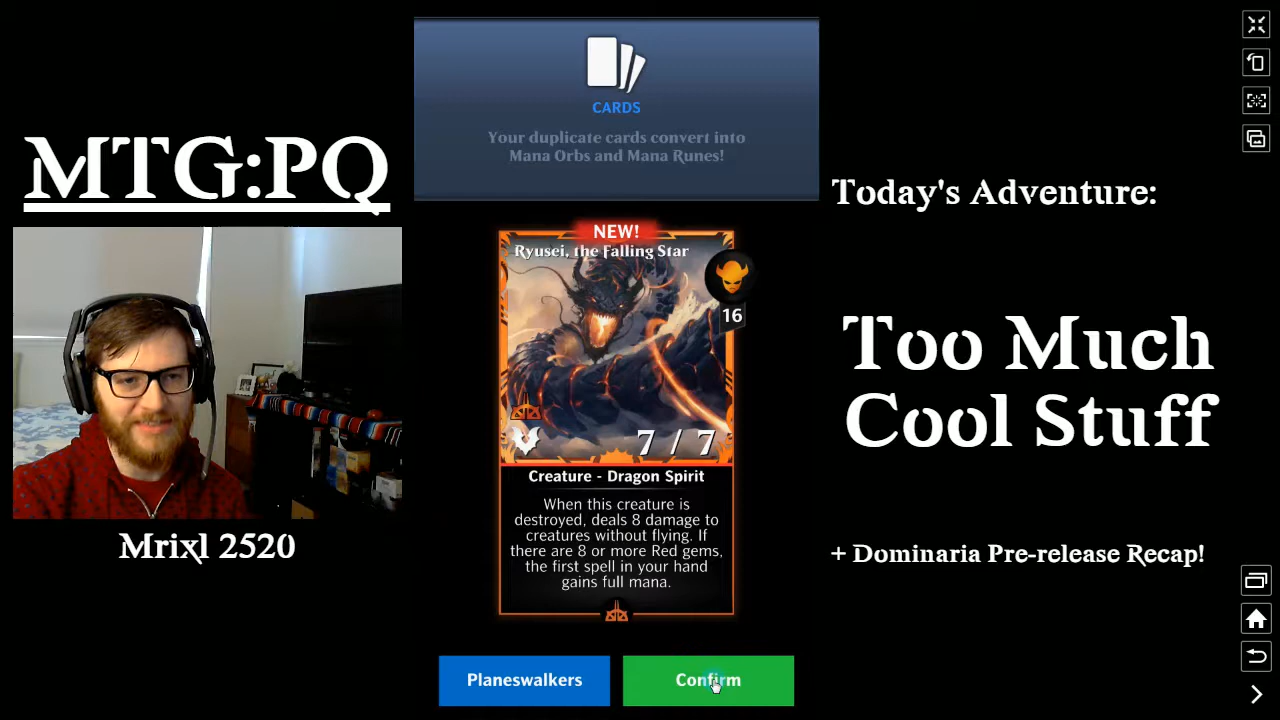 MTG:PQ
Mrixl 2520
CARDS
Your duplicate cards convert into
Mana Orbs and Mana Runes!
NEW!
Ryusei, the Falling Star
16
7 / 7
Creature - Dragon Spirit
When this creature is
destroyed, deals 8 damage to
creatures without flying. If
there are 8 or more Red gems,
the first spell in your hand
gains full mana.
Planeswalkers
Confirm
Today's Adventure:
Too Much
Cool Stuff
+ Dominaria Pre-release Recap!